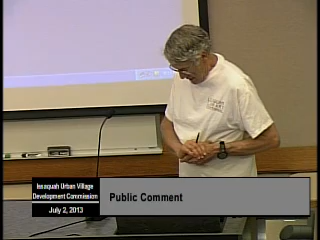 Issaquah Urban Village
Development Commission
July 2, 2013
Public Comment